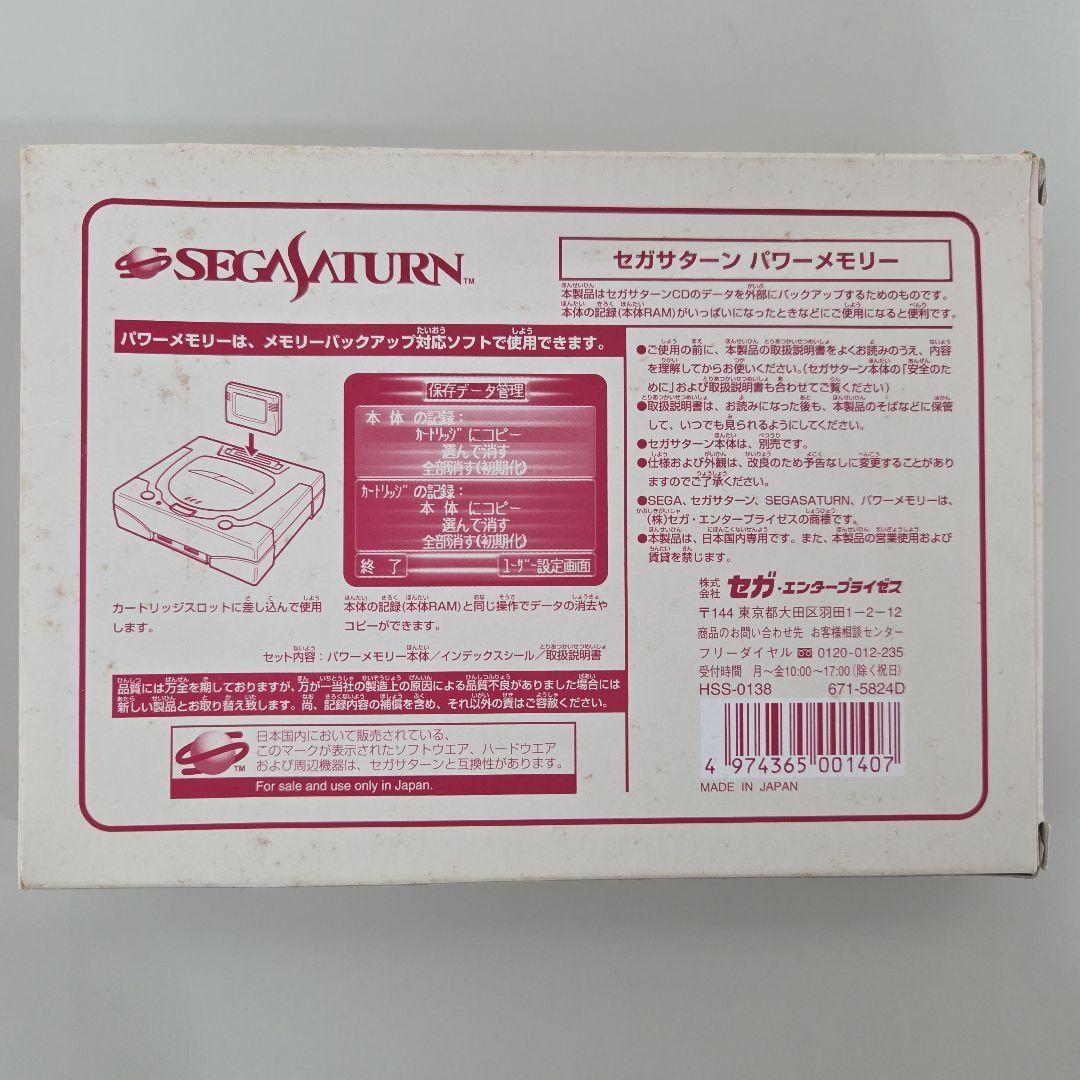 SEGASATURN™
セガサターン パワーメモリー
本製品はセガサターンCDのデータを外部にバックアップするためのものです。
本体の記録(本体RAM)がいっぱいになったときなどにご使用になると便利です。
パワーメモリーは、メモリーバックアップ対応ソフトで使用できます。
保存データ管理
本 体 の記録:
カートリッジにコピー
選んで消す
全部消す(初期化)
カートリッジ の記録:
本 体 にコピー
選んで消す
全部消す(初期化)
終 了
ユーザー設定画面
カートリッジスロットに差し込んで使用
します。
本体の記録(本体RAM)と同じ操作でデータの消去や
コピーができます。
セット内容:パワーメモリー本体/インデックスシール/取扱説明書
品質には万全を期しておりますが、万が一当社の製造上の原因による品質不良がありました場合には
新しい製品とお取り替え致します。尚、記録内容の補償を含め、それ以外の責はご容赦ください。
日本国内において販売されている、
このマークが表示されたソフトウエア、ハードウエア
および周辺機器は、セガサターンと互換性があります。
TM
For sale and use only in Japan.
●ご使用の前に、本製品の取扱説明書をよくお読みのうえ、内容
を理解してからお使いください。(セガサターン本体の「安全のた
めに」および取扱説明書も合わせてご覧ください)
●取扱説明書は、お読みになった後も、本製品のそばなどに保管
して、いつでも見られるようにしてください。
●セガサターン本体は、別売です。
●仕様および外観は、改良のため予告なしに変更することがあり
ますのでご了承ください。
●SEGA、セガサターン、SEGASATURN、パワーメモリーは、
(株)セガ・エンタープライゼスの商標です。
●本製品は、日本国内専用です。また、本製品の営業使用および
賃貸を禁じます。
株式会社 セガ・エンタープライゼス
〒144 東京都大田区羽田1-2-12
商品のお問い合わせ先 お客様相談センター
フリーダイヤル 0120-012-235
受付時間 月〜金10:00〜17:00(除く祝日)
HSS-0138 671-5824D
4 974365 001407
MADE IN JAPAN